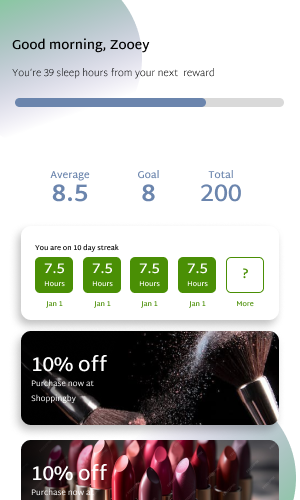 Good morning, Zooey
You're 39 sleep hours from your next reward
Average Goal Total
8.5 8 200
You are on 10 day streak
7.5 7.5 7.5 7.5 ?
Hours Hours Hours Hours
Jan 1 Jan 1 Jan 1 Jan 1 More
10% off
Purchase now at
Shoppingby
10% off
Purchase now at